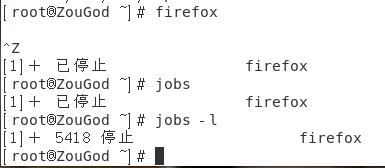 [root@ZouGod ~]# firefox
^Z
[1]+ 已停止 firefox
[root@ZouGod ~]# jobs
[1]+ 已停止 firefox
[root@ZouGod ~]# jobs -l
[1]+ 5418 停止 firefox
[root@ZouGod ~]#